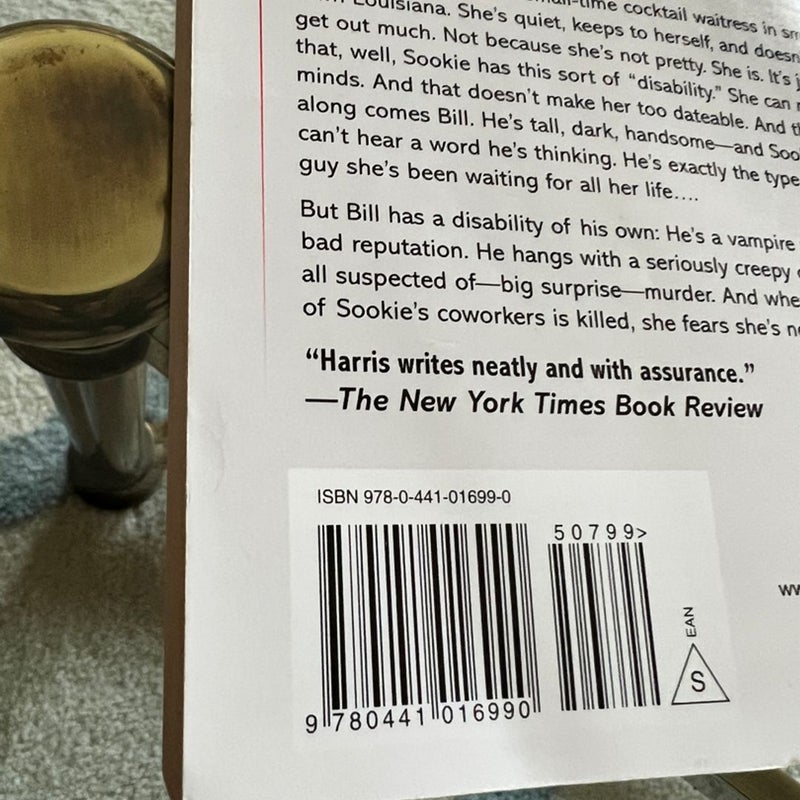 Louisiana. She's quiet, keeps to herself, and doesn
get out much. Not because she's not pretty. She is. It's j
that, well, Sookie has this sort of "disability." She can r
minds. And that doesn't make her too dateable. And th
along comes Bill. He's tall, dark, handsome—and Soo
can't hear a word he's thinking. He's exactly the type
guy she's been waiting for all her life....
But Bill has a disability of his own: He's a vampire
bad reputation. He hangs with a seriously creepy c
all suspected of—big surprise—murder. And whe
of Sookie's coworkers is killed, she fears she's ne
"Harris writes neatly and with assurance."
—The New York Times Book Review
ISBN 978-0-441-01699-0
50799>
EAN
S
9 780441 016990
ww